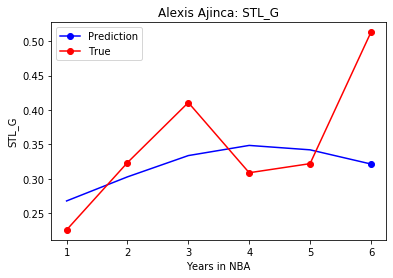 Alexis Ajinca: STL_G
Prediction
True
0.50
0.45
0.40
0.35
0.30
0.25
STL_G
1 2 3 4 5 6
Years in NBA